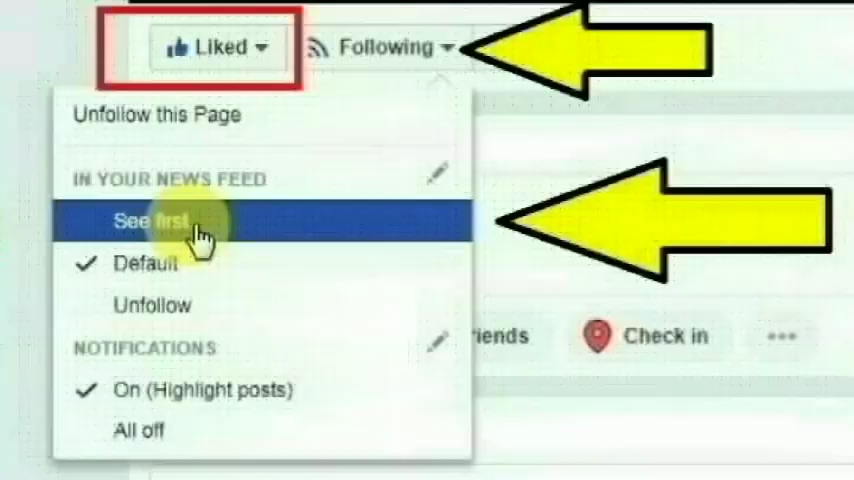 Liked Following
Unfollow this Page
IN YOUR NEWS FEED
See first
Default
Unfollow
riends Check in
NOTIFICATIONS
On (Highlight posts)
All off